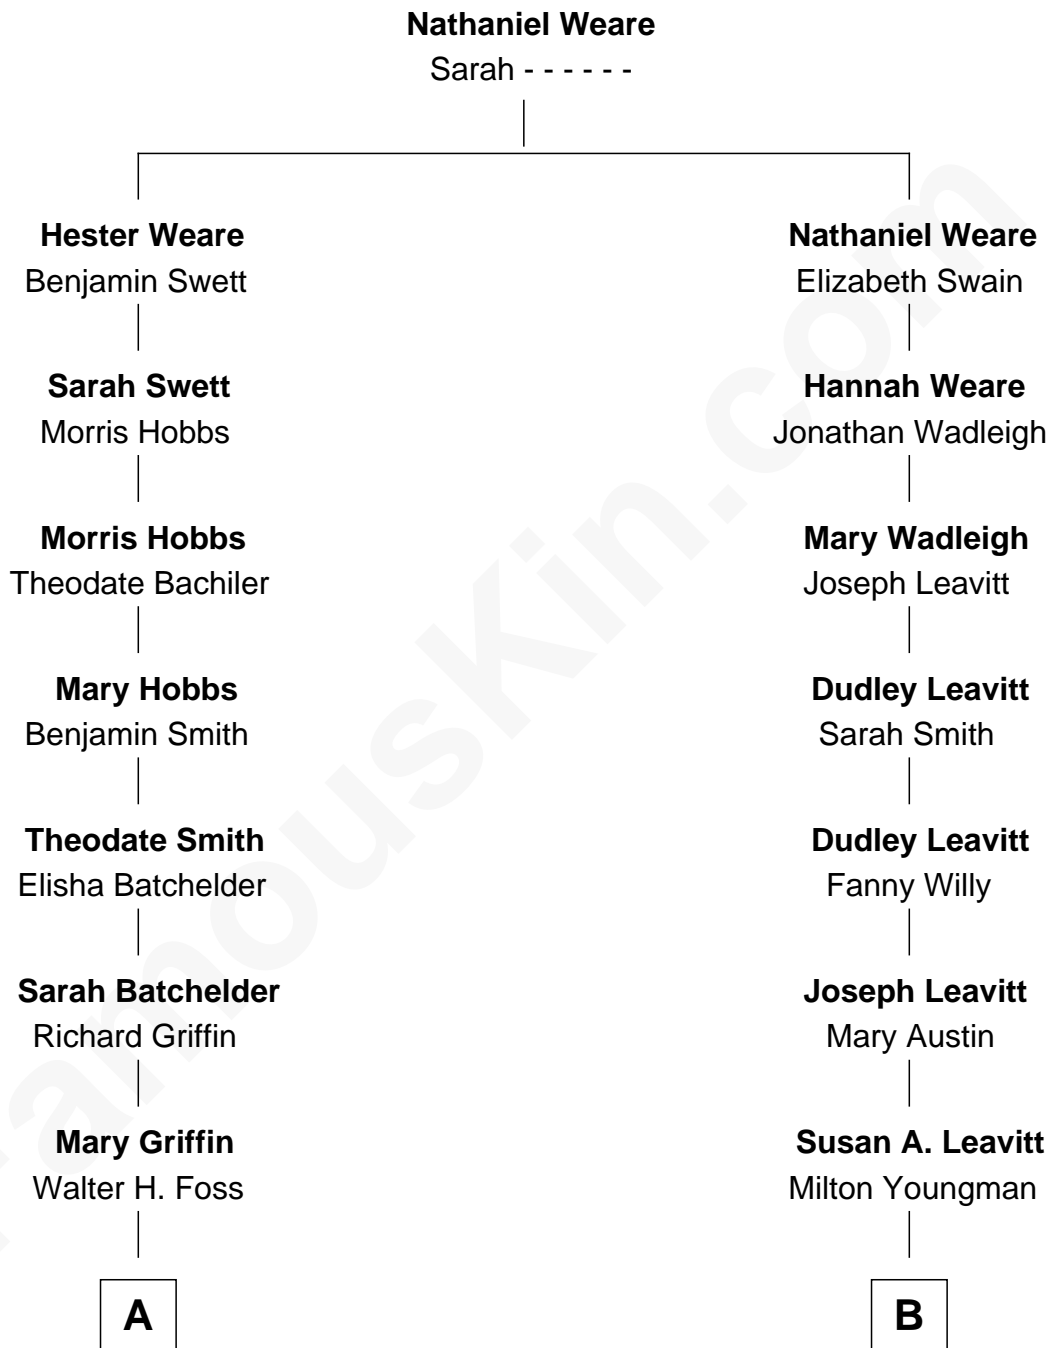 Nathaniel Weare
Sarah - - - - - -
Hester Weare
Benjamin Swett
Nathaniel Weare
Elizabeth Swain
Sarah Swett
Morris Hobbs
Hannah Weare
Jonathan Wadleigh
Morris Hobbs
Theodate Bachiler
Mary Wadleigh
Joseph Leavitt
Mary Hobbs
Benjamin Smith
Dudley Leavitt
Sarah Smith
Theodate Smith
Elisha Batchelder
Dudley Leavitt
Fanny Willy
Sarah Batchelder
Richard Griffin
Joseph Leavitt
Mary Austin
Mary Griffin
Walter H. Foss
Susan A. Leavitt
Milton Youngman
A
B
FamousKin.com